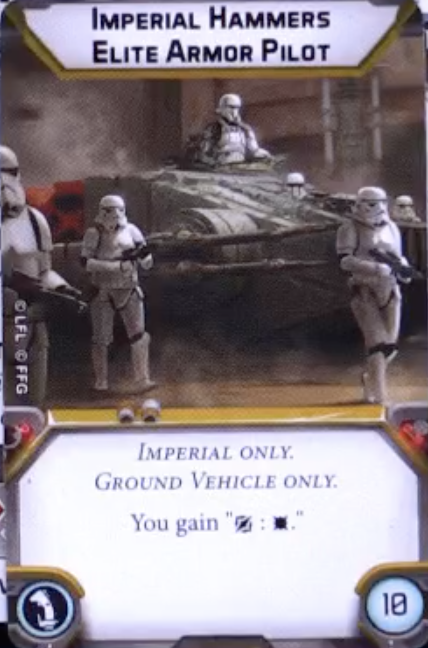 IMPERIAL HAMMERS
ELITE ARMOR PILOT
©LFL ©FFG
IMPERIAL ONLY.
GROUND VEHICLE ONLY.
You gain " : ."
10